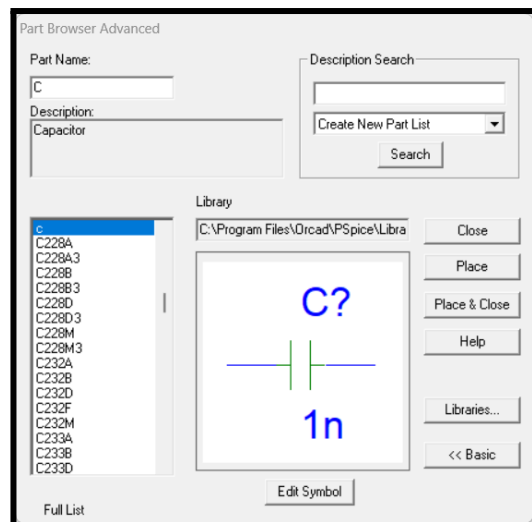 Part Browser Advanced
Part Name:
C
Description:
Capacitor
Description Search
Create New Part List
Search
Library
C:\Program Files\Orcad\PSpice\Libra
c
C228A
C228A3
C228B
C228B3
C228D
C228D3
C228M
C228M3
C232A
C232B
C232D
C232F
C232M
C233A
C233B
C233D
Full List
C?
1n
Edit Symbol
Close
Place
Place & Close
Help
Libraries...
<< Basic